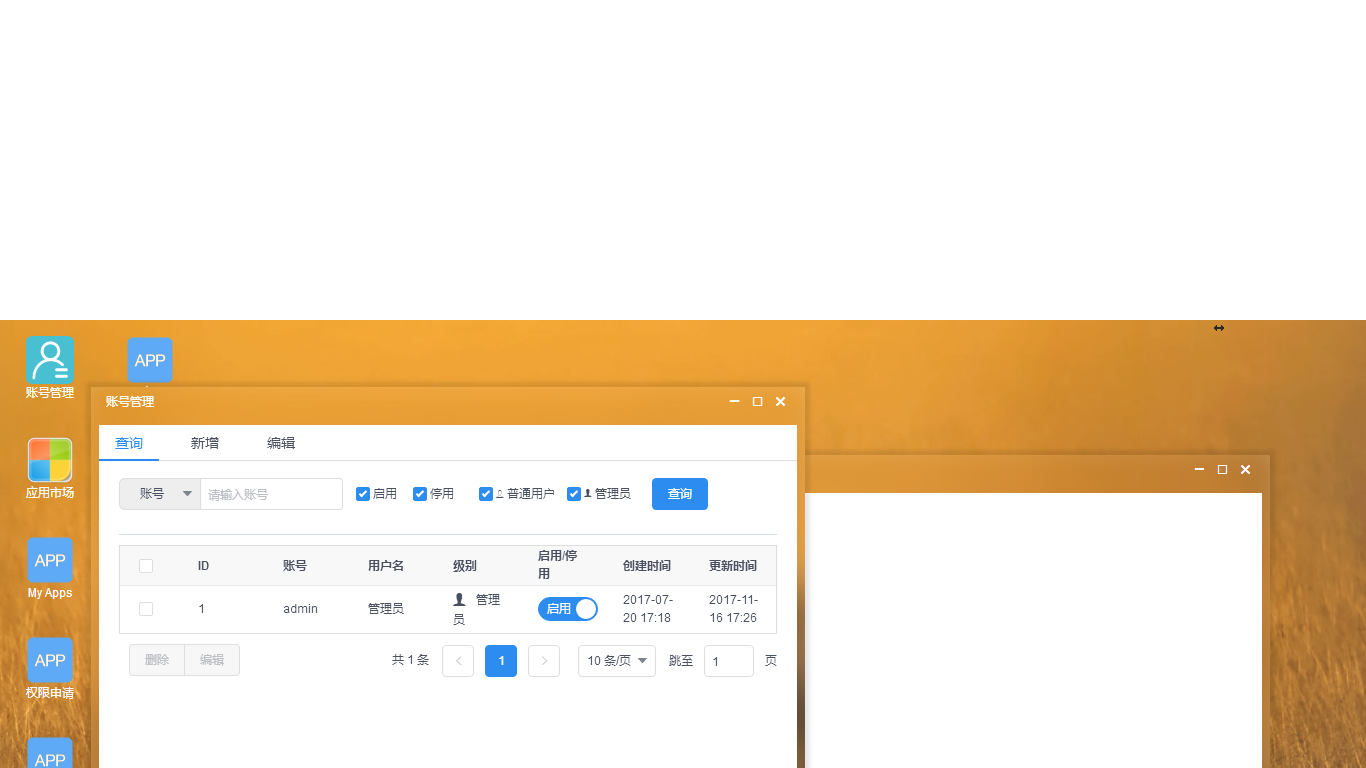 APP
账号管理
账号管理
查询
新增
编辑
应用市场
账号
请输入账号
启用
停用
普通用户
管理员
查询
APP
My Apps
ID
账号
用户名
级别
启用/停
用
创建时间
更新时间
1
admin
管理员
管理
员
启用
2017-07-
20 17:18
2017-11-
16 17:26
APP
权限申请
删除
编辑
共 1 条
1
10 条/页
跳至
1
页
APP